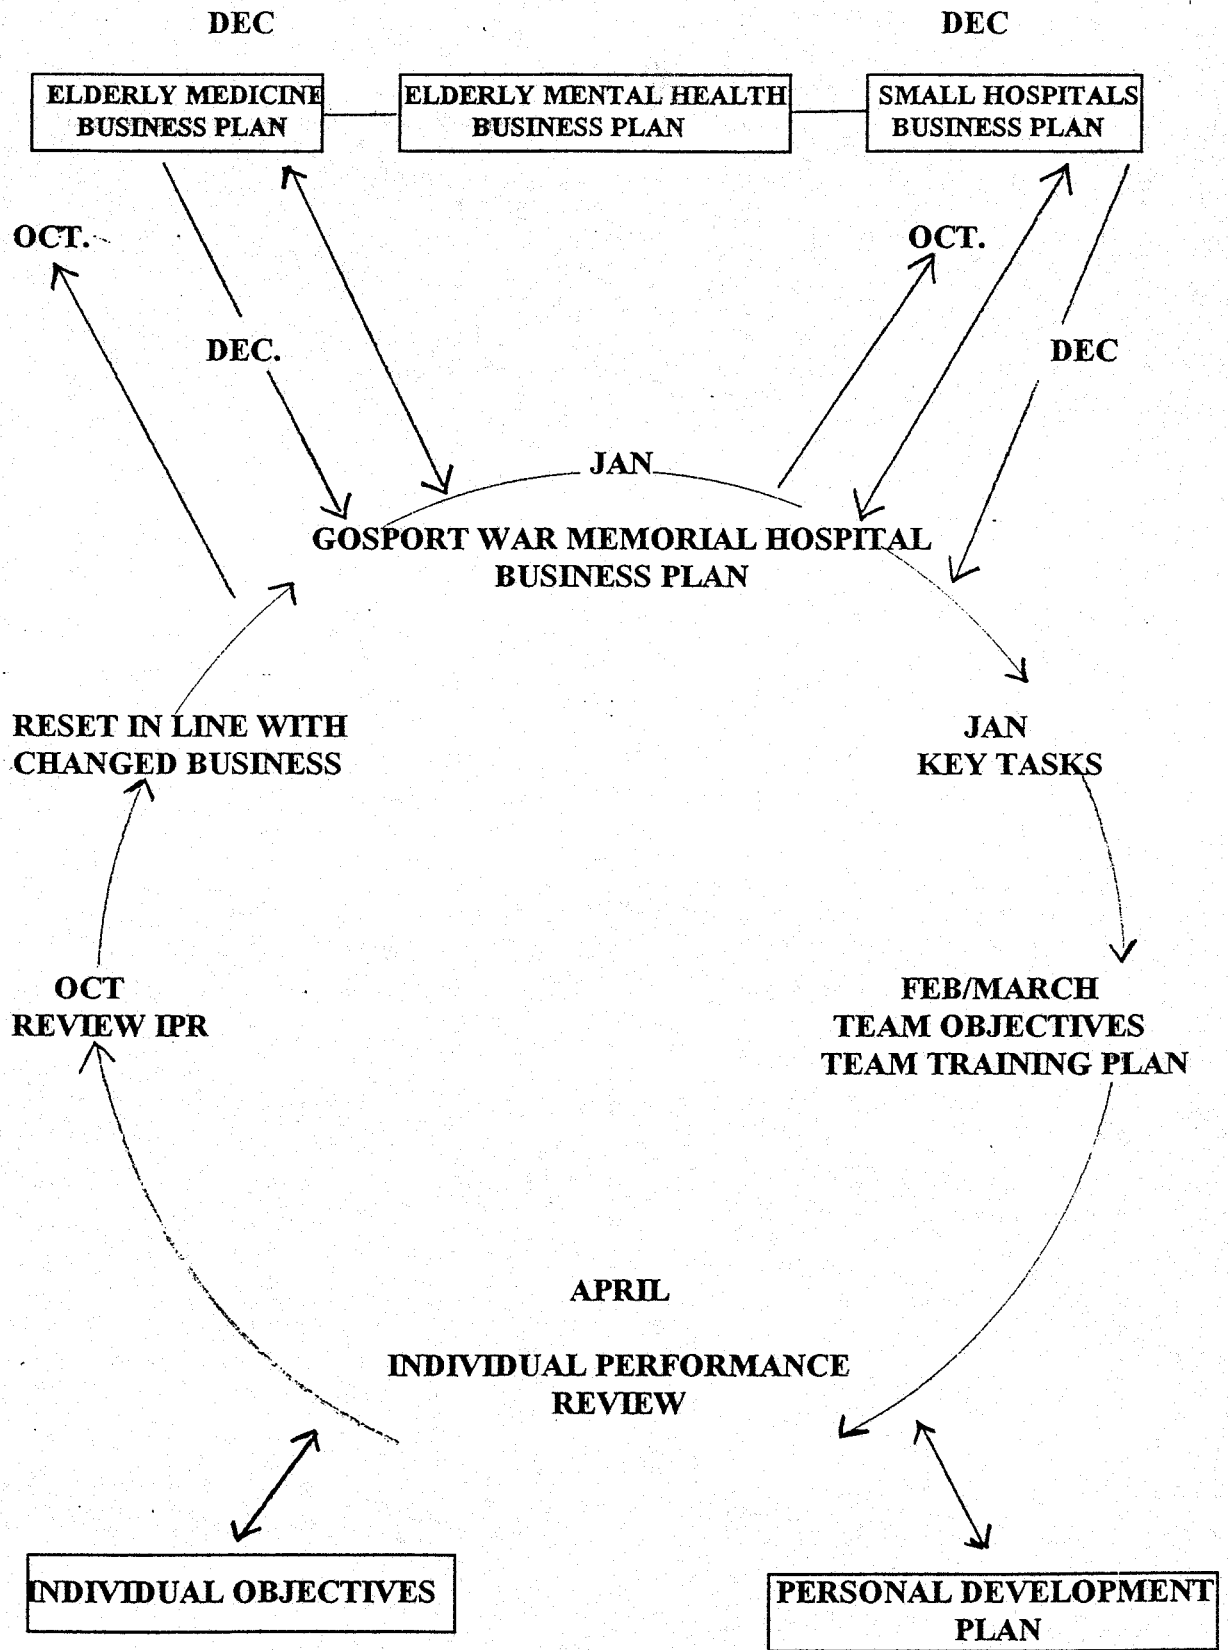 DEC
DEC
ELDERLY MEDICINE
BUSINESS PLAN
ELDERLY MENTAL HEALTH
BUSINESS PLAN
SMALL HOSPITALS
BUSINESS PLAN
OCT.
OCT.
DEC.
DEC
JAN
GOSPORT WAR MEMORIAL HOSPITAL
BUSINESS PLAN
RESET IN LINE WITH
CHANGED BUSINESS
JAN
KEY TASKS
OCT
REVIEW IPR
FEB/MARCH
TEAM OBJECTIVES
TEAM TRAINING PLAN
APRIL
INDIVIDUAL PERFORMANCE
REVIEW
INDIVIDUAL OBJECTIVES
PERSONAL DEVELOPMENT
PLAN